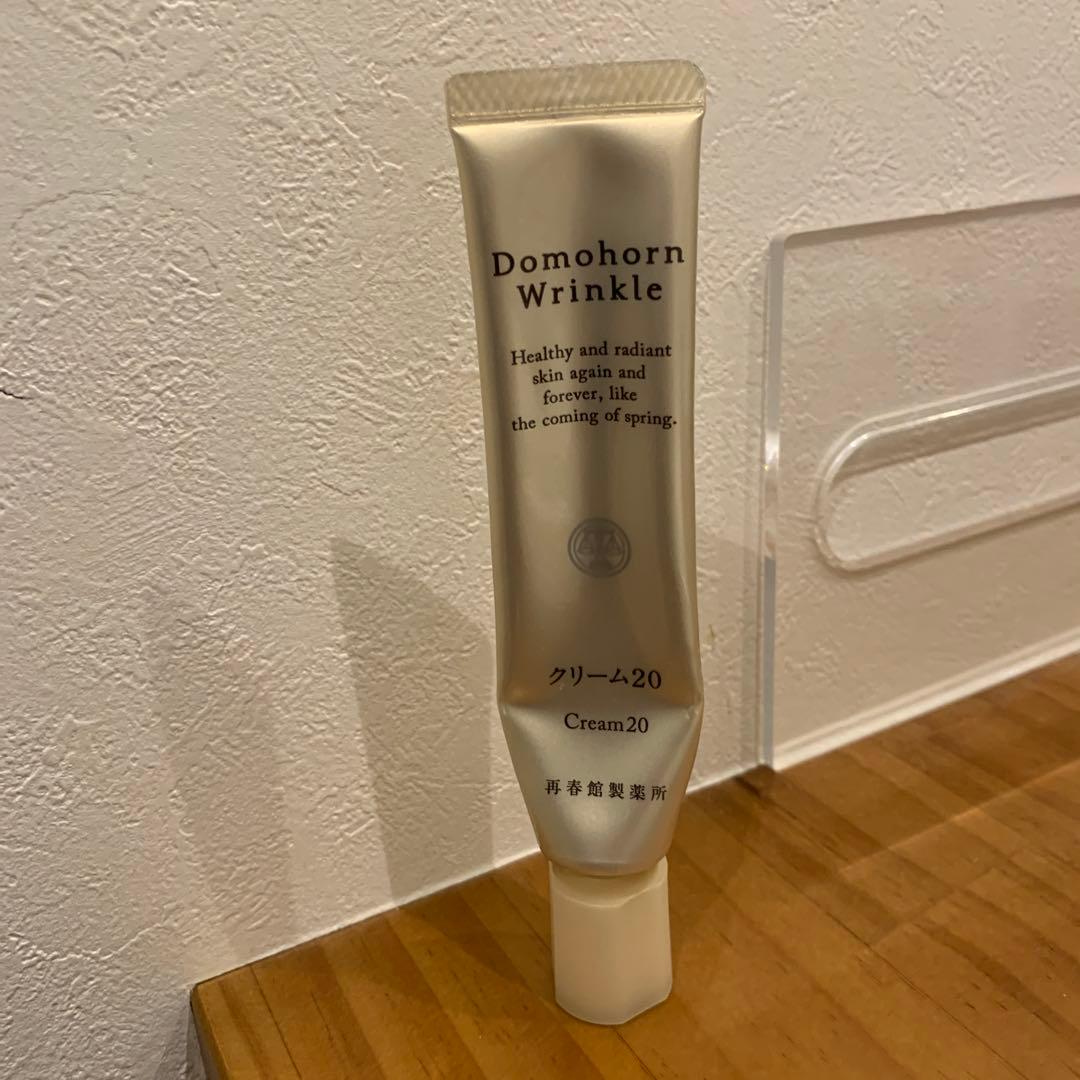 Domohorn
Wrinkle
Healthy and radiant
skin again and
forever, like
the coming of spring.
クリーム20
Cream20
再春館製薬所